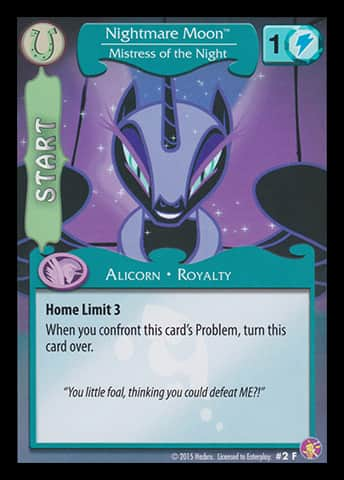 Nightmare Moon™
Mistress of the Night
1
START
ALICORN • ROYALTY
Home Limit 3
When you confront this card's Problem, turn this
card over.
"You little foal, thinking you could defeat ME?!"
© 2015 Hasbro. Licensed to Enterplay. #2 F